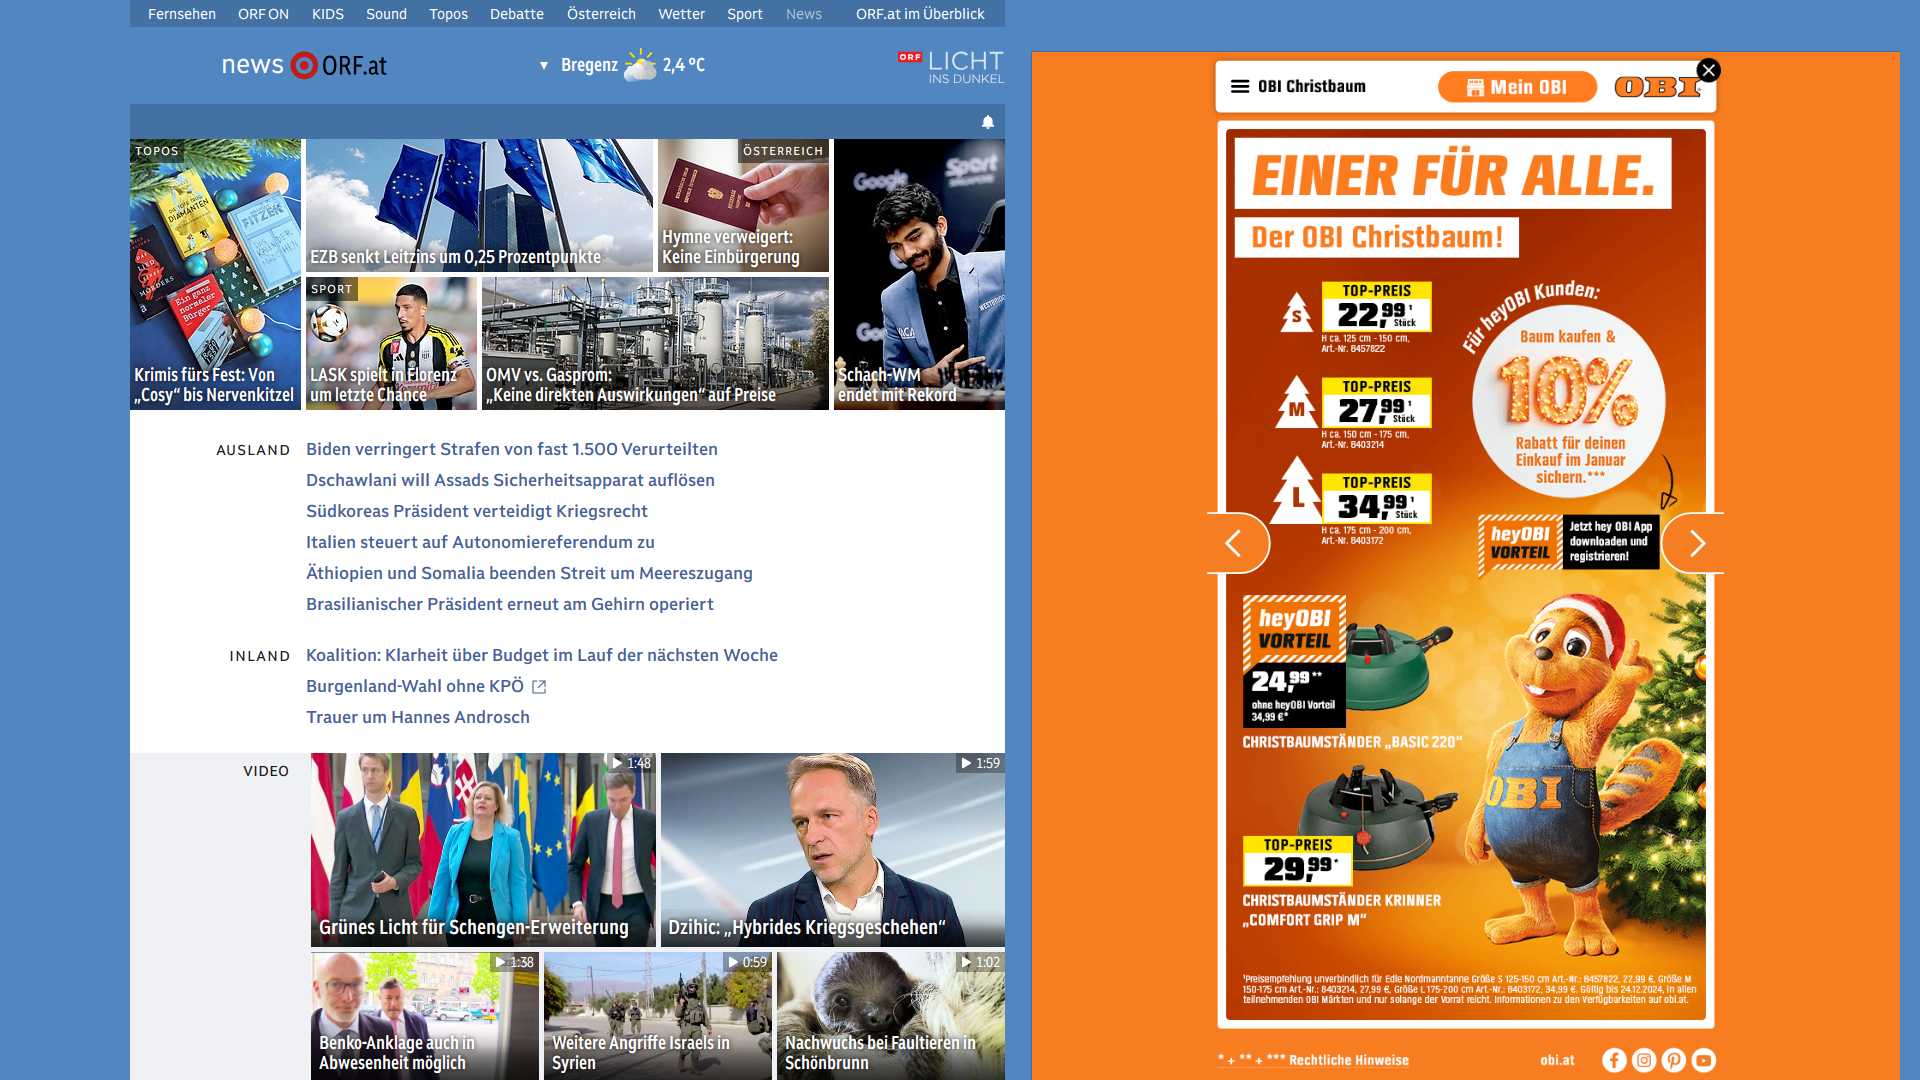 Fernsehen ORF ON KIDS Sound Topos Debatte Österreich Wetter Sport News ORF.at im Überblick
news ORF.at
Bregenz 2,4 °C
ORF LICHT
INS DUNKEL
TOPOS
Krimis fürs Fest: Von
„Cosy“ bis Nervenkitzel
EZB senkt Leitzins um 0,25 Prozentpunkte
ÖSTERREICH
Hymne verweigert:
Keine Einbürgerung
Google
Sport
Schach-WM
endet mit Rekord
SPORT
LASK spielt in Florenz
um letzte Chance
OMV vs. Gasprom:
„Keine direkten Auswirkungen“ auf Preise
AUSLAND
Biden verringert Strafen von fast 1.500 Verurteilten
Dschawlani will Assads Sicherheitsapparat auflösen
Südkoreas Präsident verteidigt Kriegsrecht
Italien steuert auf Autonomiereferendum zu
Äthiopien und Somalia beenden Streit um Meereszugang
Brasilianischer Präsident erneut am Gehirn operiert
INLAND
Koalition: Klarheit über Budget im Lauf der nächsten Woche
Burgenland-Wahl ohne KPÖ
Trauer um Hannes Androsch
VIDEO
1:48
Grünes Licht für Schengen-Erweiterung
1:59
Dzihic: „Hybrides Kriegsgeschehen“
1:38
Benko-Anklage auch in
Abwesenheit möglich
0:59
Weitere Angriffe Israels in
Syrien
1:02
Nachwuchs bei Faultieren in
Schönbrunn
OBI Christbaum
Mein OBI
OBI
EINER FÜR ALLE.
Der OBI Christbaum!
S
TOP-PREIS
22,99¹
Stück
H ca. 125 cm - 150 cm,
Art.-Nr. 8457822
M
TOP-PREIS
27,99¹
Stück
H ca. 150 cm - 175 cm,
Art.-Nr. 8403214
L
TOP-PREIS
34,99¹
Stück
H ca. 175 cm - 200 cm,
Art.-Nr. 8403172
Für heyOBI Kunden:
Baum kaufen &
10%
Rabatt für deinen
Einkauf im Januar
sichern.***
heyOBI
VORTEIL
Jetzt hey OBI App
downloaden und
registrieren!
heyOBI
VORTEIL
24,99**
ohne heyOBI Vorteil
34,99 €*
CHRISTBAUMSTÄNDER „BASIC 220“
TOP-PREIS
29,99*
CHRISTBAUMSTÄNDER KRINNER
„COMFORT GRIP M“
OBI
¹Preisempfehlung unverbindlich für Edle Nordmanntanne Größe S 125-150 cm Art.-Nr.: 8457822, 22,99 €, Größe M
150-175 cm Art.-Nr.: 8403214, 27,99 €, Größe L 175-200 cm Art.-Nr.: 8403172, 34,99 €. Gültig bis 24.12.2024, in allen
teilnehmenden OBI Märkten und nur solange der Vorrat reicht. Informationen zu den Verfügbarkeiten auf obi.at.
* + ** + *** Rechtliche Hinweise
obi.at